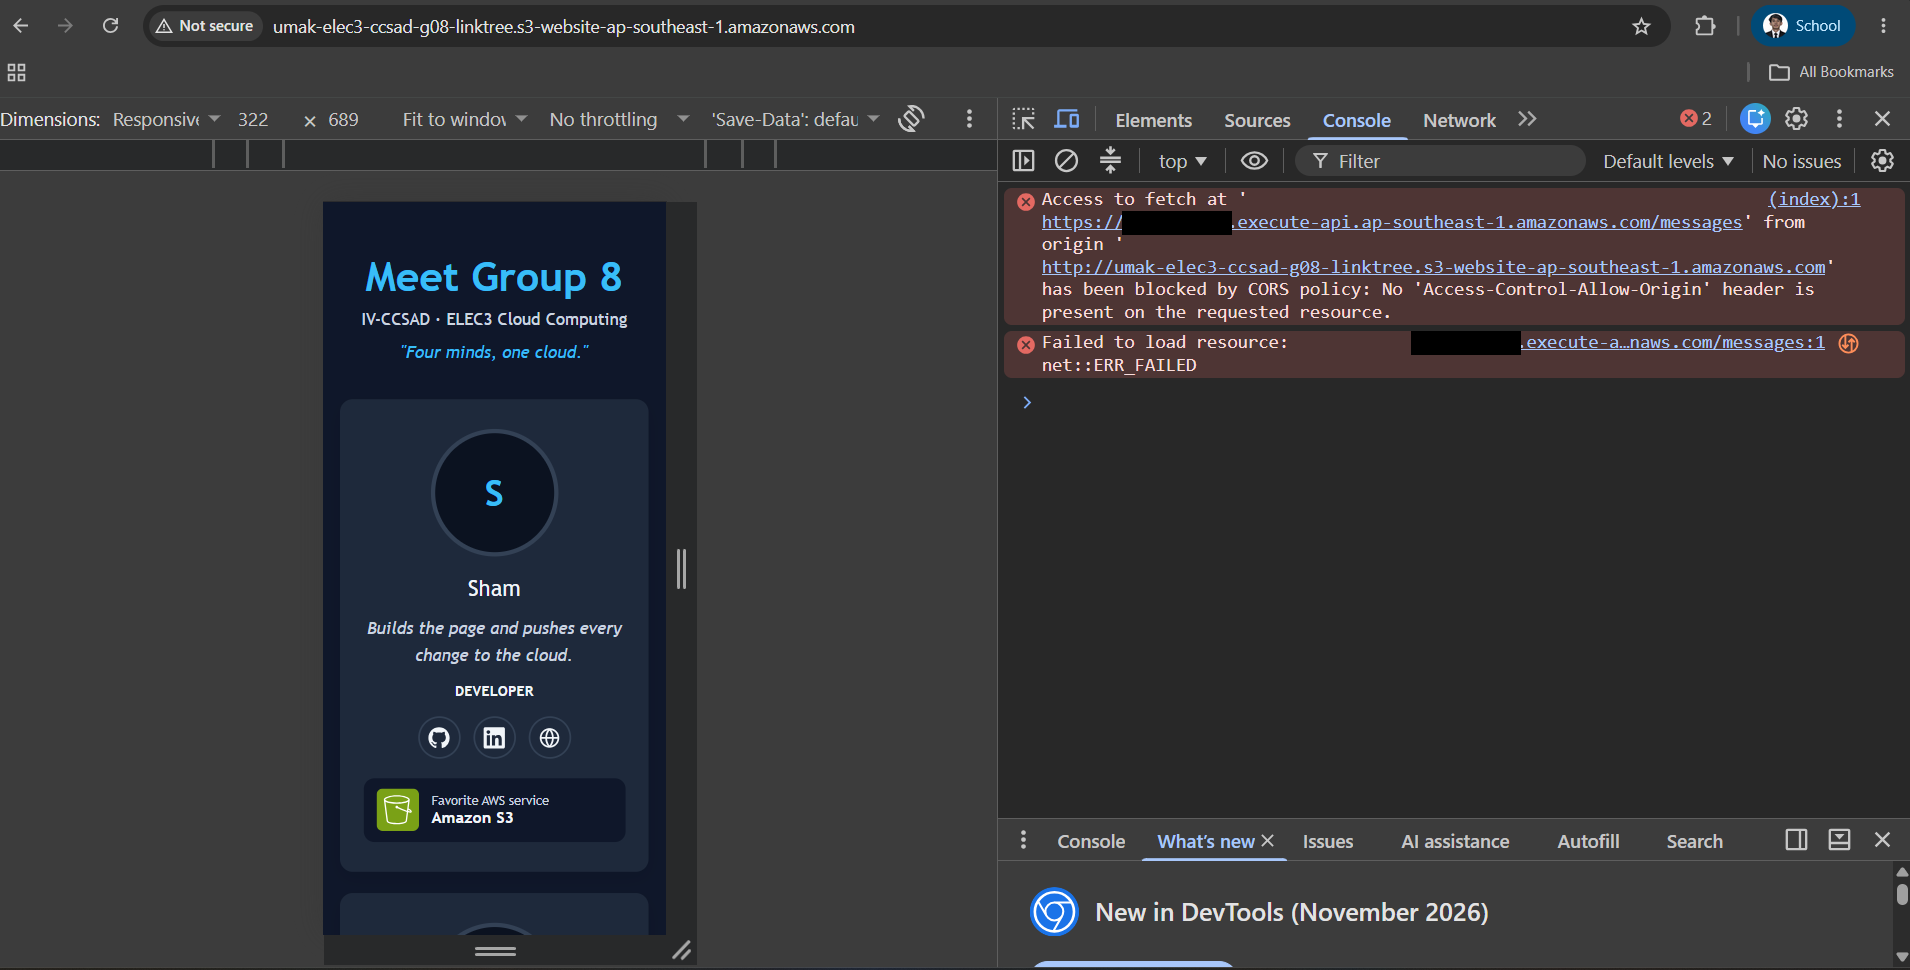 Not secure
umak-elec3-ccsad-g08-linktree.s3-website-ap-southeast-1.amazonaws.com
School
All Bookmarks
Dimensions: Responsive 322 × 689 Fit to window No throttling 'Save-Data': defau
Elements Sources Console Network 2
top Filter Default levels No issues
Meet Group 8
IV-CCSAD · ELEC3 Cloud Computing
"Four minds, one cloud."
S
Sham
Builds the page and pushes every
change to the cloud.
DEVELOPER
in
Favorite AWS service
Amazon S3
Access to fetch at ' (index):1
https:// .execute-api.ap-southeast-1.amazonaws.com/messages' from
origin '
http://umak-elec3-ccsad-g08-linktree.s3-website-ap-southeast-1.amazonaws.com'
has been blocked by CORS policy: No 'Access-Control-Allow-Origin' header is
present on the requested resource.
Failed to load resource: .execute-a…naws.com/messages:1
net::ERR_FAILED
Console What's new Issues AI assistance Autofill Search
New in DevTools (November 2026)